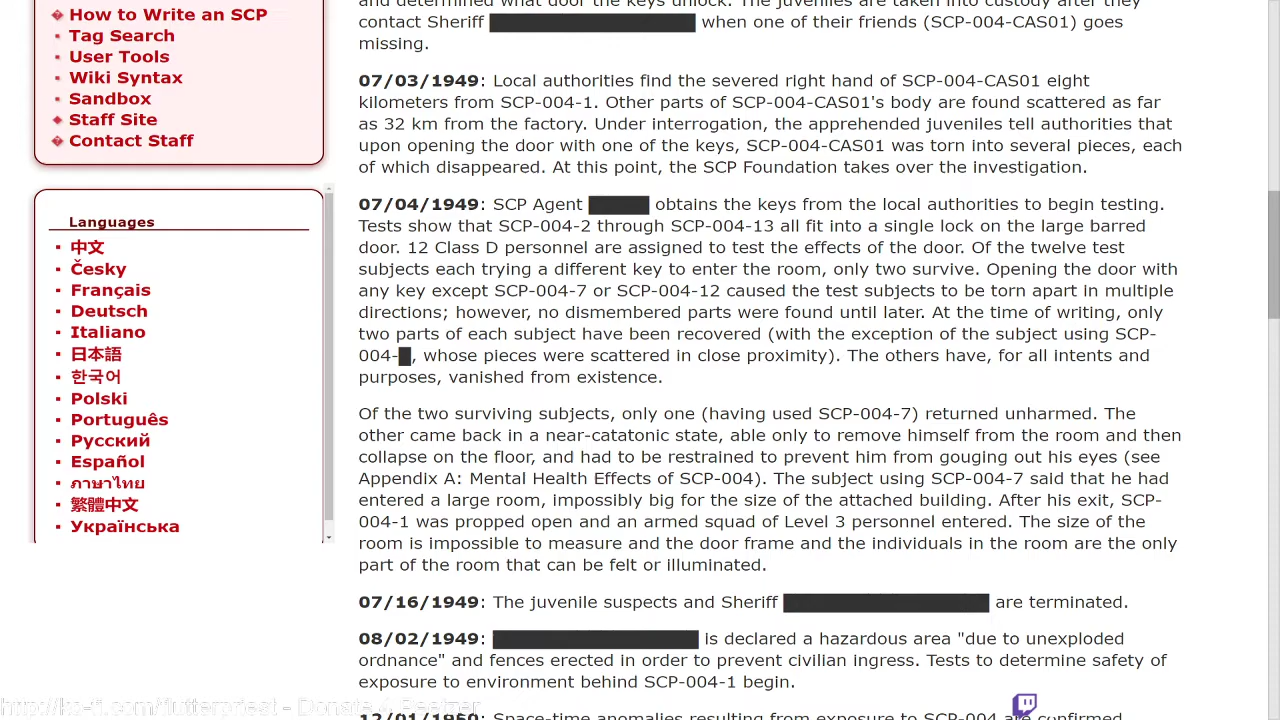 How to Write an SCP
Tag Search
User Tools
Wiki Syntax
Sandbox
Staff Site
Contact Staff
Languages
中文
Česky
Français
Deutsch
Italiano
日本語
한국어
Polski
Português
Русский
Español
ภาษาไทย
繁體中文
Українська
and determined what door the keys unlock. The juveniles are taken into custody after they
contact Sheriff when one of their friends (SCP-004-CAS01) goes
missing.
07/03/1949: Local authorities find the severed right hand of SCP-004-CAS01 eight
kilometers from SCP-004-1. Other parts of SCP-004-CAS01's body are found scattered as far
as 32 km from the factory. Under interrogation, the apprehended juveniles tell authorities that
upon opening the door with one of the keys, SCP-004-CAS01 was torn into several pieces, each
of which disappeared. At this point, the SCP Foundation takes over the investigation.
07/04/1949: SCP Agent obtains the keys from the local authorities to begin testing.
Tests show that SCP-004-2 through SCP-004-13 all fit into a single lock on the large barred
door. 12 Class D personnel are assigned to test the effects of the door. Of the twelve test
subjects each trying a different key to enter the room, only two survive. Opening the door with
any key except SCP-004-7 or SCP-004-12 caused the test subjects to be torn apart in multiple
directions; however, no dismembered parts were found until later. At the time of writing, only
two parts of each subject have been recovered (with the exception of the subject using SCP-
004-█, whose pieces were scattered in close proximity). The others have, for all intents and
purposes, vanished from existence.
Of the two surviving subjects, only one (having used SCP-004-7) returned unharmed. The
other came back in a near-catatonic state, able only to remove himself from the room and then
collapse on the floor, and had to be restrained to prevent him from gouging out his eyes (see
Appendix A: Mental Health Effects of SCP-004). The subject using SCP-004-7 said that he had
entered a large room, impossibly big for the size of the attached building. After his exit, SCP-
004-1 was propped open and an armed squad of Level 3 personnel entered. The size of the
room is impossible to measure and the door frame and the individuals in the room are the only
part of the room that can be felt or illuminated.
07/16/1949: The juvenile suspects and Sheriff are terminated.
08/02/1949: is declared a hazardous area "due to unexploded
ordnance" and fences erected in order to prevent civilian ingress. Tests to determine safety of
exposure to environment behind SCP-004-1 begin.
12/01/1950: Space-time anomalies resulting from exposure to SCP-004 are confirmed
http://ko-fi.com/flutterpriest - Donate 4 Peetzer